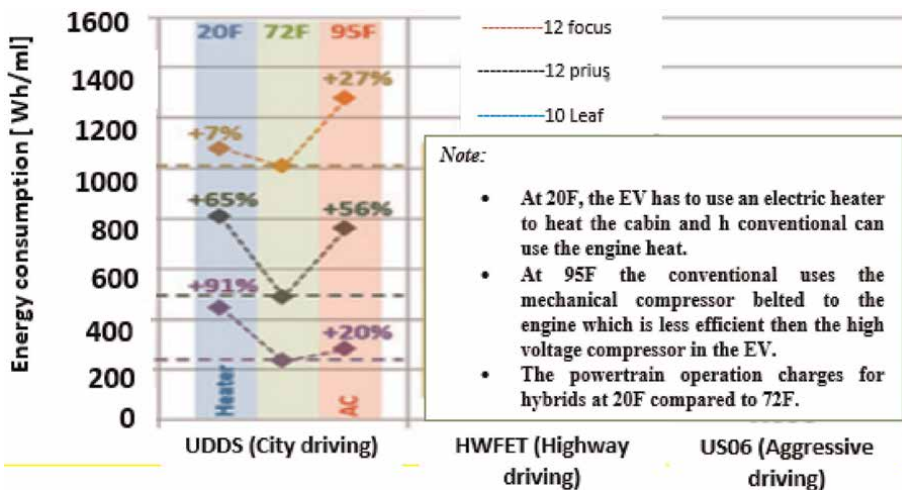 Energy consumption [ Wh/ml]
1600
1400
1200
1000
800
600
400
200
0
20F 72F 95F
+7%
+27%
+65%
+56%
+91%
+20%
Heater
AC
UDDS (City driving)
HWFET (Highway
driving)
US06 (Aggressive
driving)
12 focus
12 prius
10 Leaf
Note:
• At 20F, the EV has to use an electric heater
to heat the cabin and h conventional can
use the engine heat.
• At 95F the conventional uses the
mechanical compressor belted to the
engine which is less efficient then the high
voltage compressor in the EV.
• The powertrain operation charges for
hybrids at 20F compared to 72F.